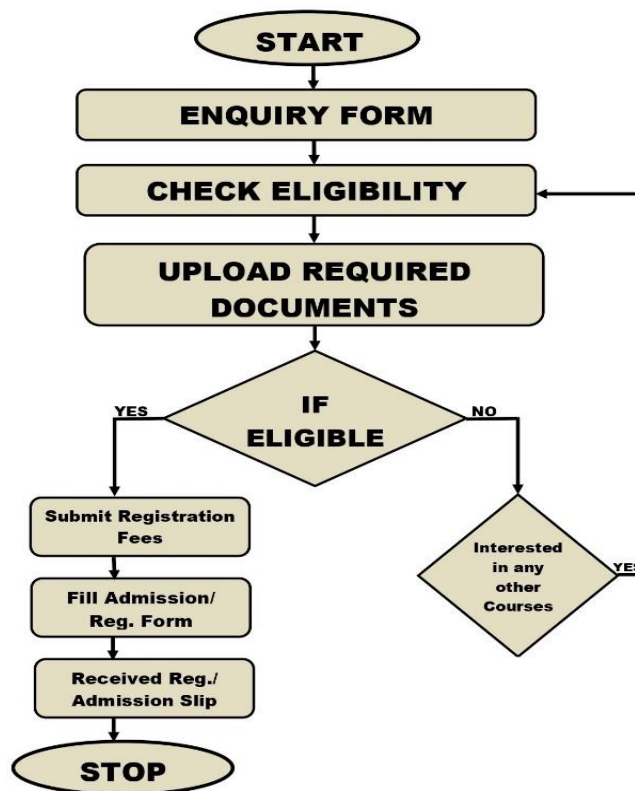 START
ENQUIRY FORM
CHECK ELIGIBILITY
UPLOAD REQUIRED
DOCUMENTS
IF
ELIGIBLE
YES
NO
Submit Registration
Fees
Fill Admission/
Reg. Form
Received Reg./
Admission Slip
STOP
Interested
in any
other
Courses
YES